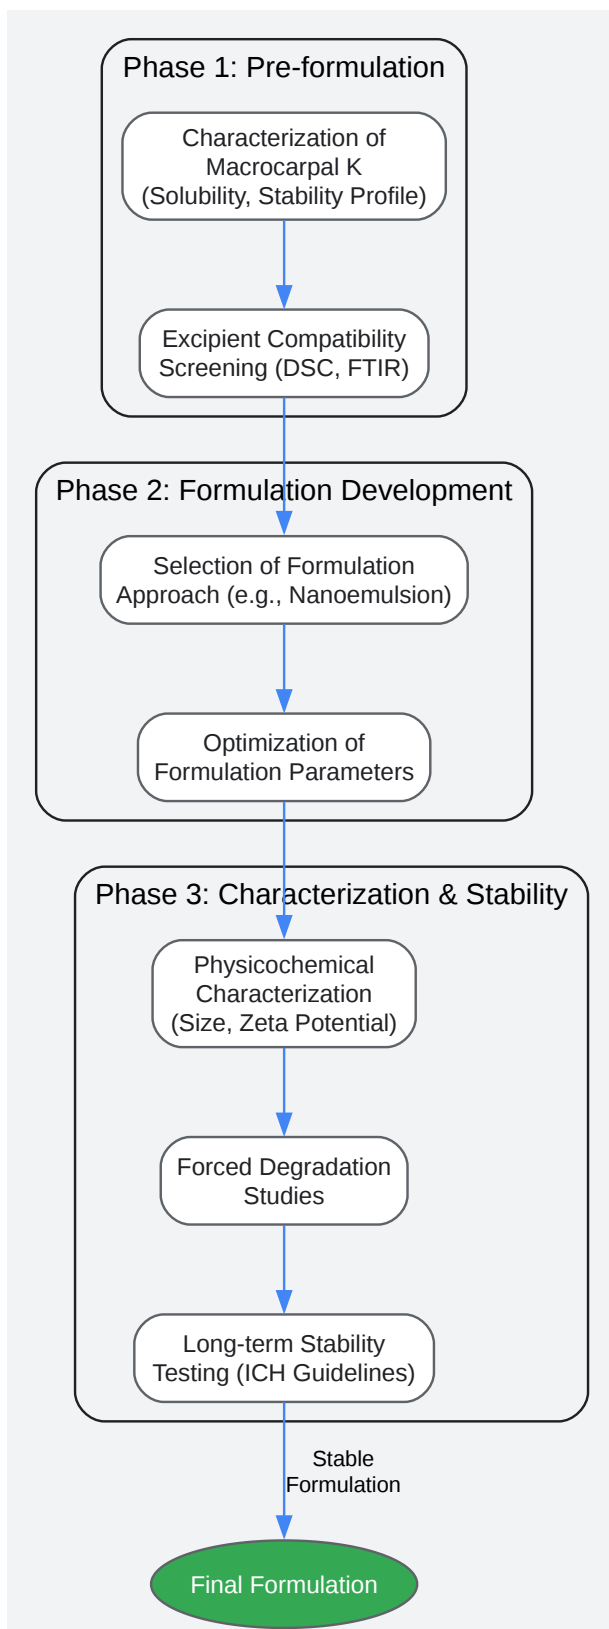 Phase 1: Pre-formulation
Characterization of
Macrocarpal K
(Solubility, Stability Profile)
Excipient Compatibility
Screening (DSC, FTIR)
Phase 2: Formulation Development
Selection of Formulation
Approach (e.g., Nanoemulsion)
Optimization of
Formulation Parameters
Phase 3: Characterization & Stability
Physicochemical
Characterization
(Size, Zeta Potential)
Forced Degradation
Studies
Long-term Stability
Testing (ICH Guidelines)
Stable
Formulation
Final Formulation